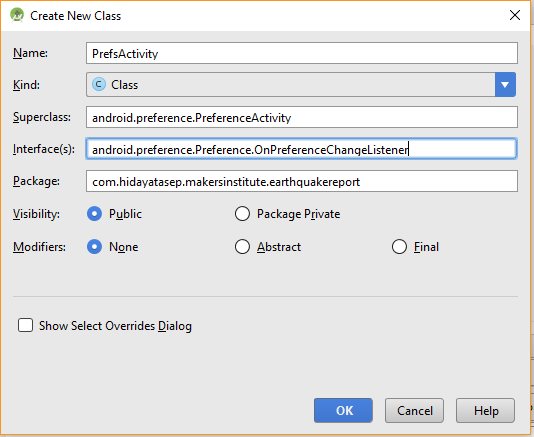 Create New Class
Name: PrefsActivity
Kind: C Class
Superclass: android.preference.PreferenceActivity
Interface(s): android.preference.Preference.OnPreferenceChangeListener
Package: com.hidayatasep.makersinstitute.earthquakereport
Visibility: Public Package Private
Modifiers: None Abstract Final
Show Select Overrides Dialog
OK Cancel Help